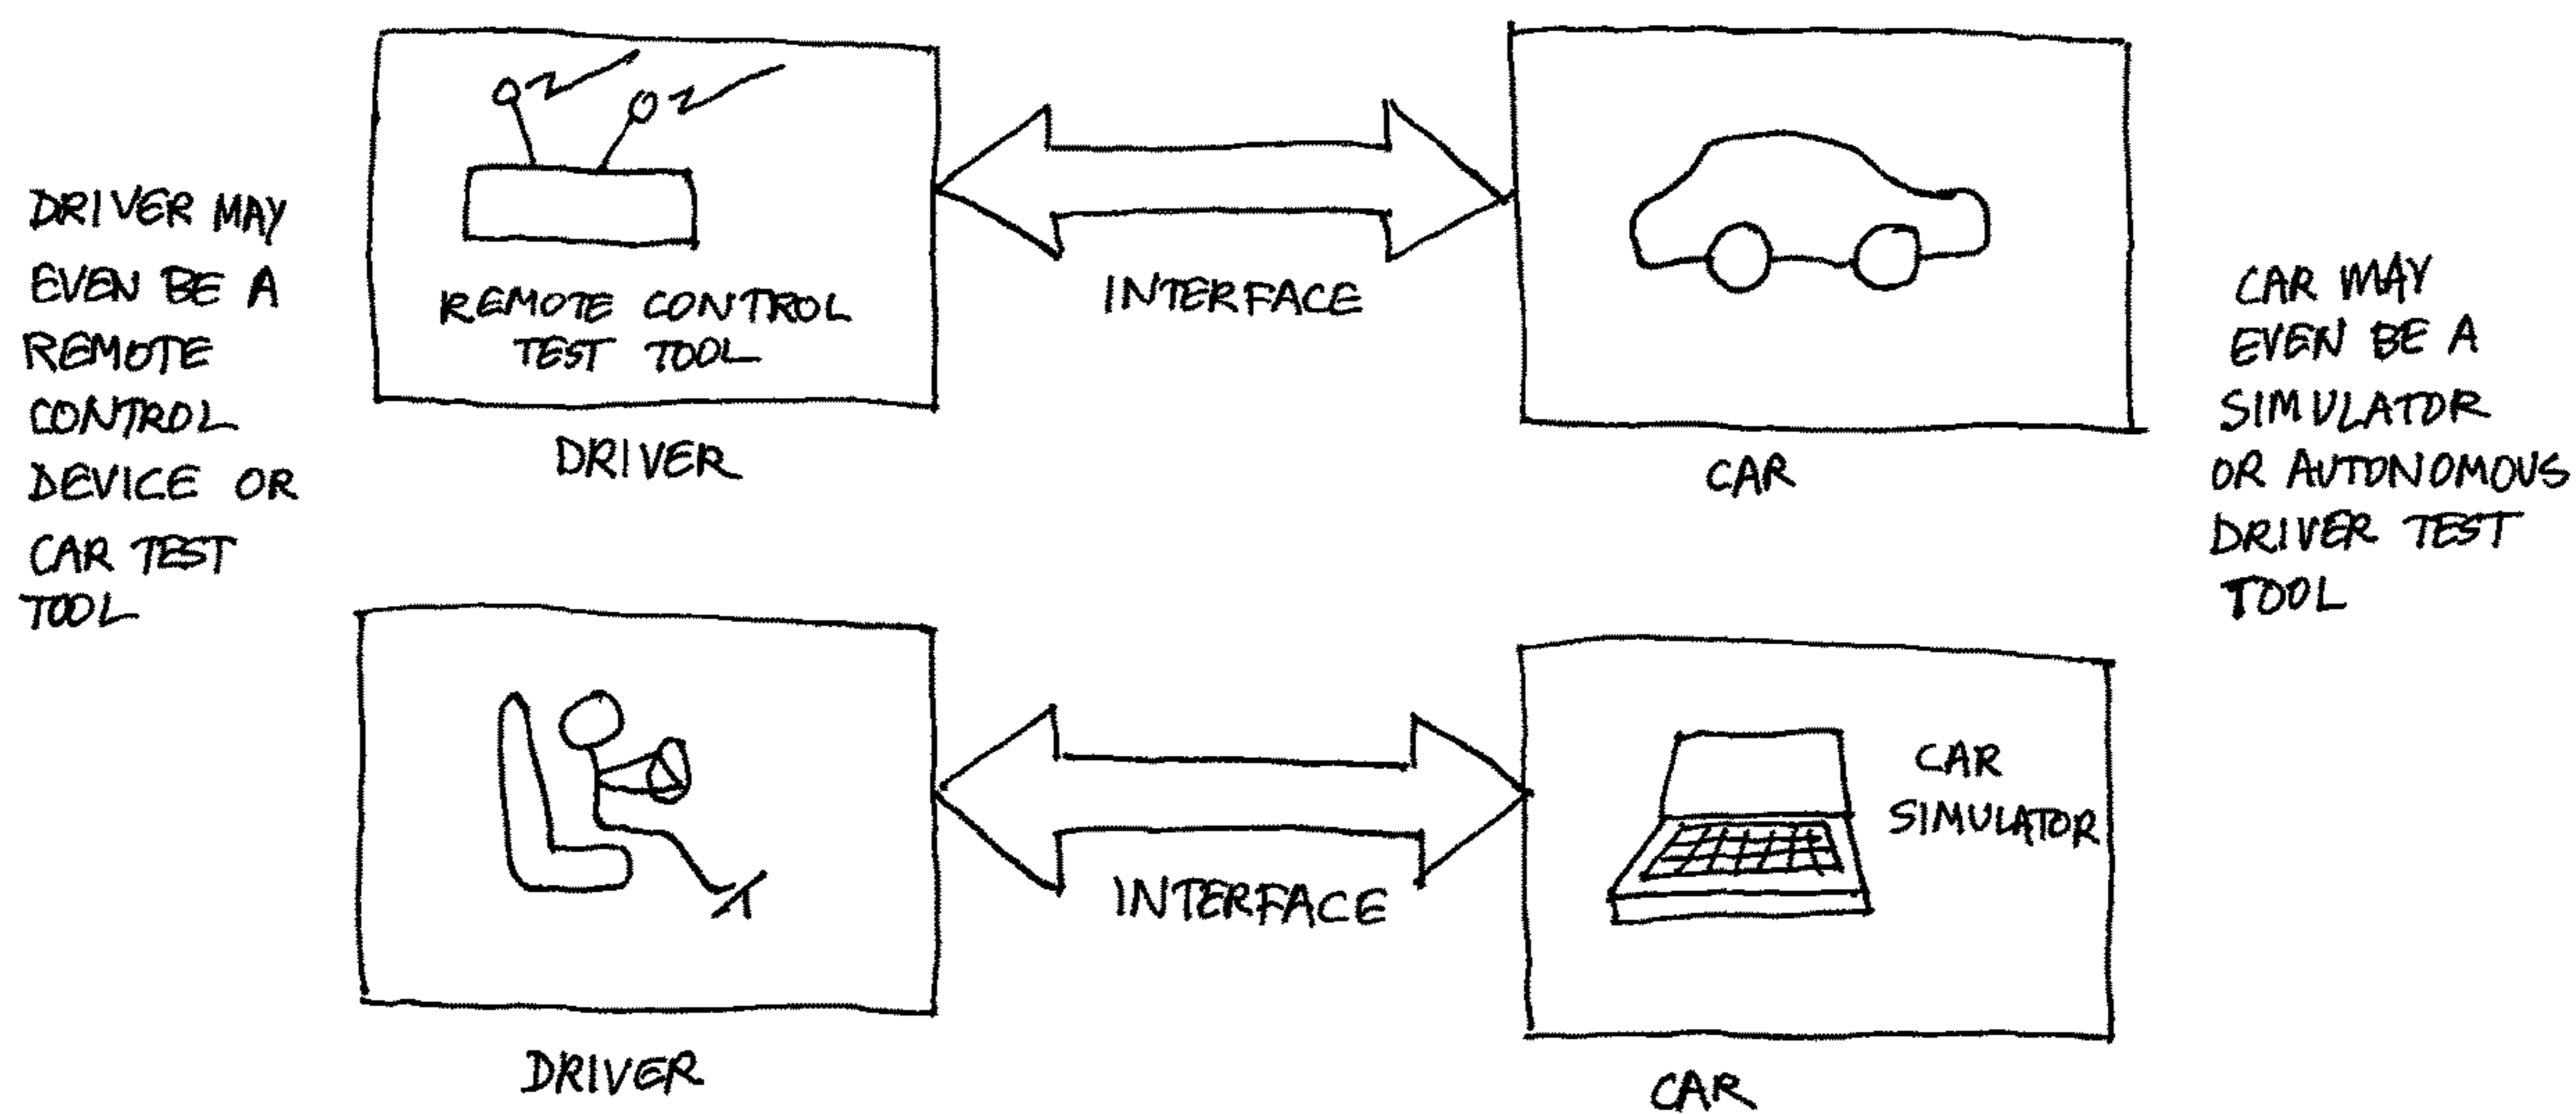 DRIVER MAY
EVEN BE A
REMOTE
CONTROL
DEVICE OR
CAR TEST
TOOL
REMOTE CONTROL
TEST TOOL
DRIVER
INTERFACE
CAR
CAR MAY
EVEN BE A
SIMULATOR
OR AUTONOMOUS
DRIVER TEST
TOOL
DRIVER
INTERFACE
CAR
SIMULATOR
CAR